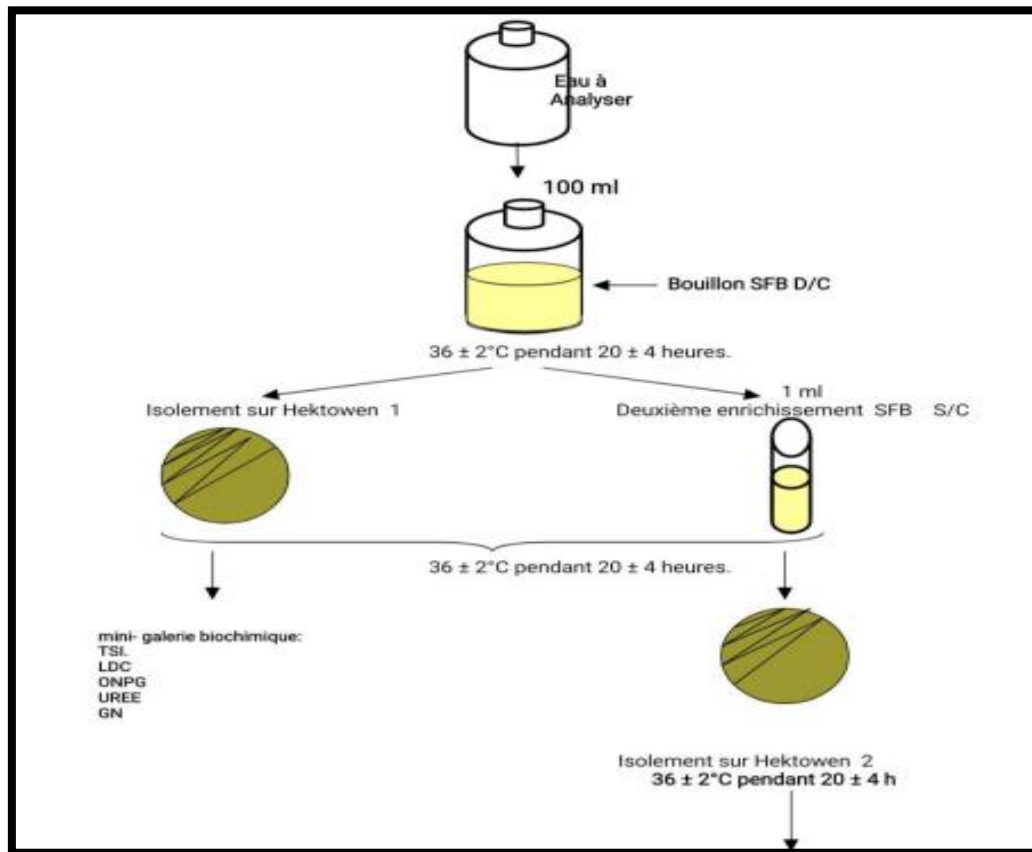 Eau à
Analyser
100 ml
Bouillon SFB D/C
36 ± 2°C pendant 20 ± 4 heures.
Isolement sur Hektowen 1
1 ml
Deuxième enrichissement SFB S/C
36 ± 2°C pendant 20 ± 4 heures.
mini- galerie biochimique:
TSI.
LDC
ONPG
UREE
GN
Isolement sur Hektowen 2
36 ± 2°C pendant 20 ± 4 h